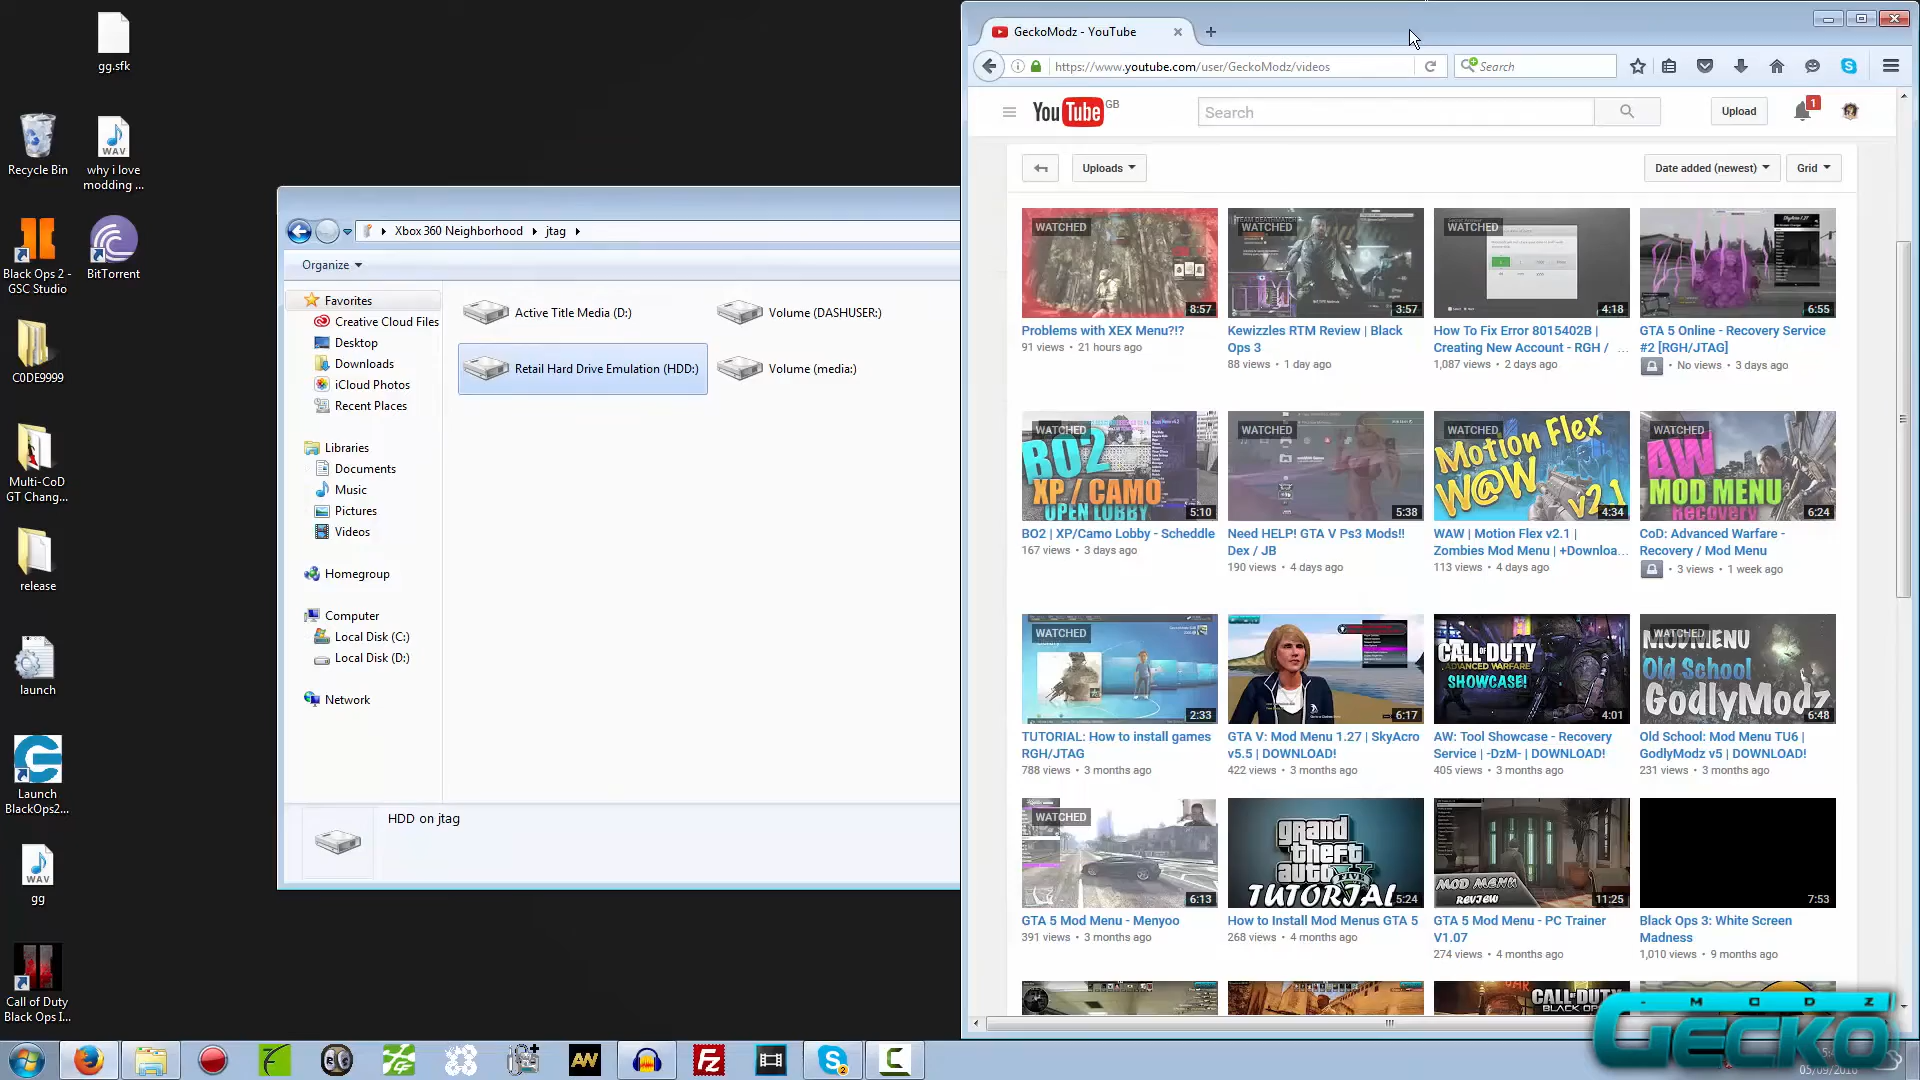 gg.sfk
Recycle Bin
WAV
why i love
modding ...
Black Ops 2 -
GSC Studio
BitTorrent
C0DE9999
Multi-CoD
GT Chang...
release
launch
Launch
BlackOps2...
WAV
gg
Call of Duty
Black Ops I...
Xbox 360 Neighborhood
jtag
Organize
Favorites
Creative Cloud Files
Desktop
Downloads
iCloud Photos
Recent Places
Libraries
Documents
Music
Pictures
Videos
Homegroup
Computer
Local Disk (C:)
Local Disk (D:)
Network
Active Title Media (D:)
Volume (DASHUSER:)
Retail Hard Drive Emulation (HDD:)
Volume (media:)
HDD on jtag
GeckoModz - YouTube
https://www.youtube.com/user/GeckoModz/videos
Search
YouTube GB
Search
Upload
1
Uploads
Date added (newest)
Grid
WATCHED
8:57
Problems with XEX Menu?!?
91 views • 21 hours ago
TEAM DEATHMATCH
WATCHED
3:57
Kewizzles RTM Review | Black
Ops 3
88 views • 1 day ago
WATCHED
4:18
How To Fix Error 8015402B |
Creating New Account - RGH / ...
1,087 views • 2 days ago
6:55
GTA 5 Online - Recovery Service
#2 [RGH/JTAG]
• No views • 3 days ago
WATCHED
BO2
XP / CAMO
OPEN LOBBY
5:10
BO2 | XP/Camo Lobby - Scheddle
167 views • 3 days ago
WATCHED
5:38
Need HELP! GTA V Ps3 Mods!!
Dex / JB
190 views • 4 days ago
WATCHED
Motion Flex
W@W
v2.1
4:34
WAW | Motion Flex v2.1 |
Zombies Mod Menu | +Downloa...
113 views • 4 days ago
WATCHED
AW
MOD MENU
Recovery
6:24
CoD: Advanced Warfare -
Recovery / Mod Menu
• 3 views • 1 week ago
WATCHED
2:33
TUTORIAL: How to install games
RGH/JTAG
788 views • 3 months ago
6:17
GTA V: Mod Menu 1.27 | SkyAcro
v5.5 | DOWNLOAD!
422 views • 3 months ago
CALL OF DUTY
ADVANCED WARFARE
SHOWCASE!
4:01
AW: Tool Showcase - Recovery
Service | -DzM- | DOWNLOAD!
405 views • 3 months ago
WATCHED
MODMENU
Old School
GodlyModz
6:48
Old School: Mod Menu TU6 |
GodlyModz v5 | DOWNLOAD!
231 views • 3 months ago
WATCHED
6:13
GTA 5 Mod Menu - Menyoo
391 views • 3 months ago
grand
theft
auto
FIVE
TUTORIAL
5:24
How to Install Mod Menus GTA 5
268 views • 4 months ago
MOD MENU
REVIEW
11:25
GTA 5 Mod Menu - PC Trainer
V1.07
274 views • 4 months ago
7:53
Black Ops 3: White Screen
Madness
1,010 views • 9 months ago
CALL OF DUTY
BLACK OPS
- MODZ
GECKO
AW
Fz
2
05/09/2016